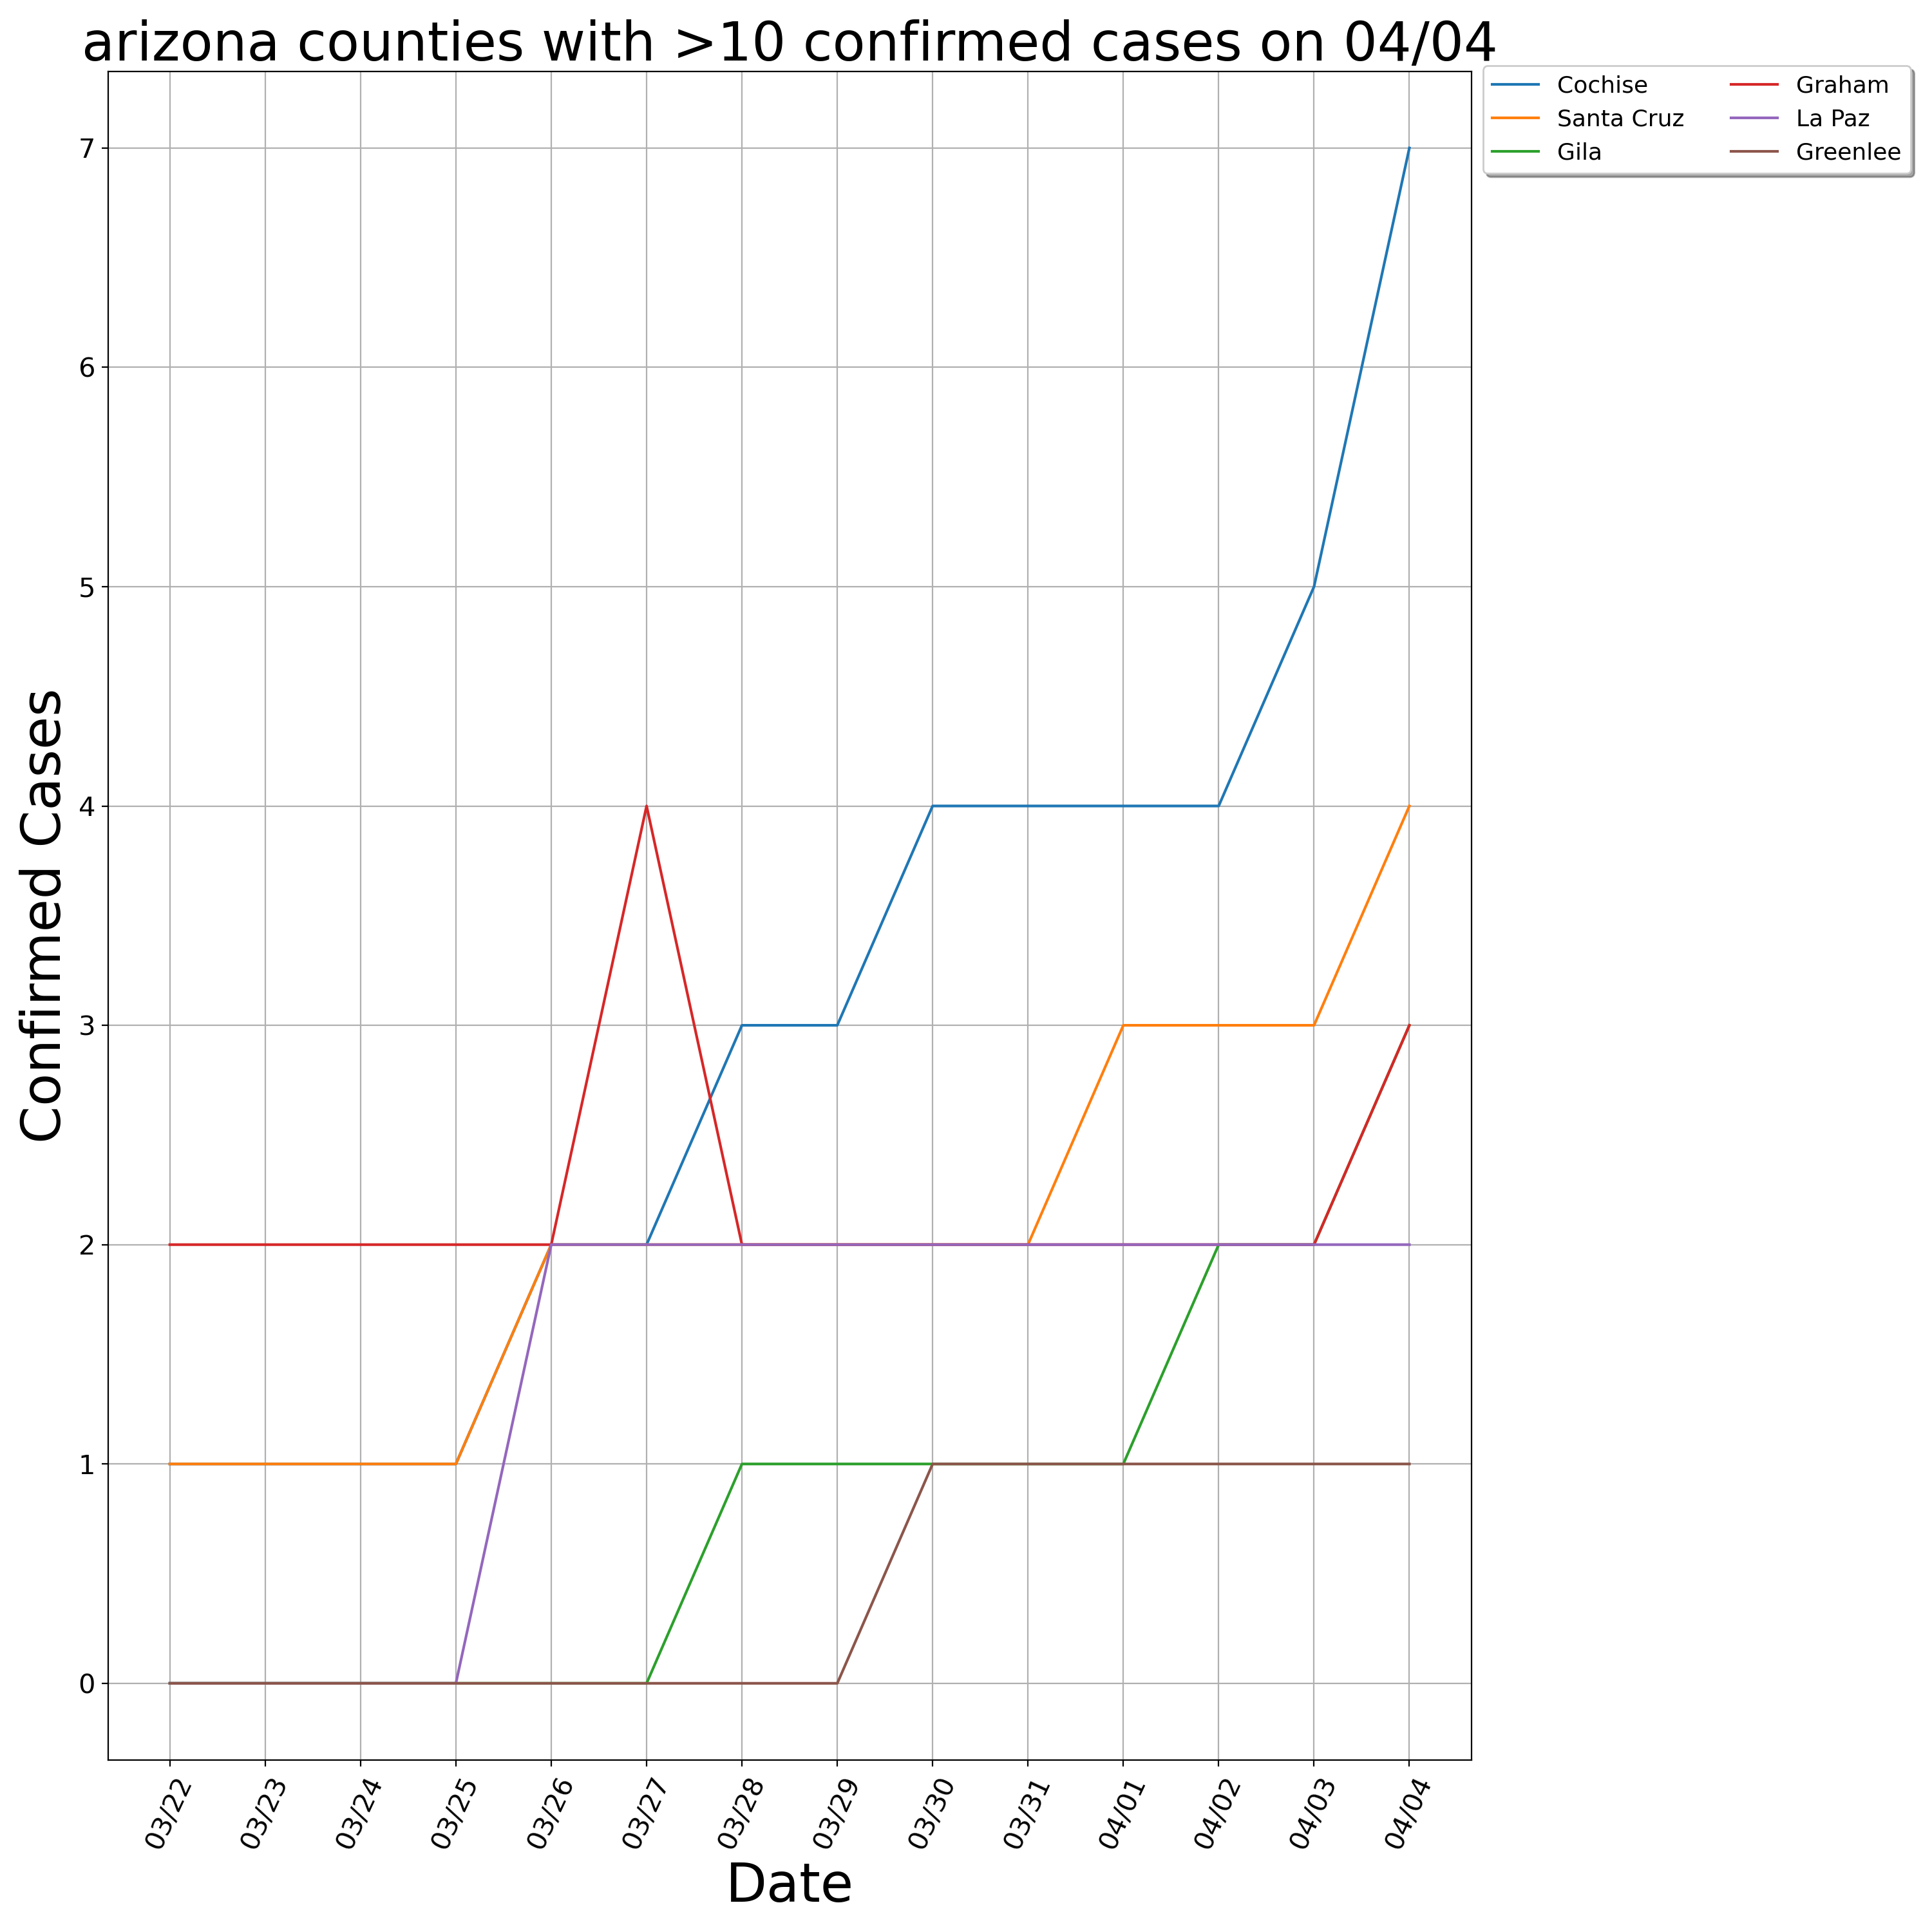 arizona counties with >10 confirmed cases on 04/04
Cochise
Santa Cruz
Gila
Graham
La Paz
Greenlee
Confirmed Cases
7
6
5
4
3
2
1
0
03/22
03/23
03/24
03/25
03/26
03/27
03/28
03/29
03/30
03/31
04/01
04/02
04/03
04/04
Date